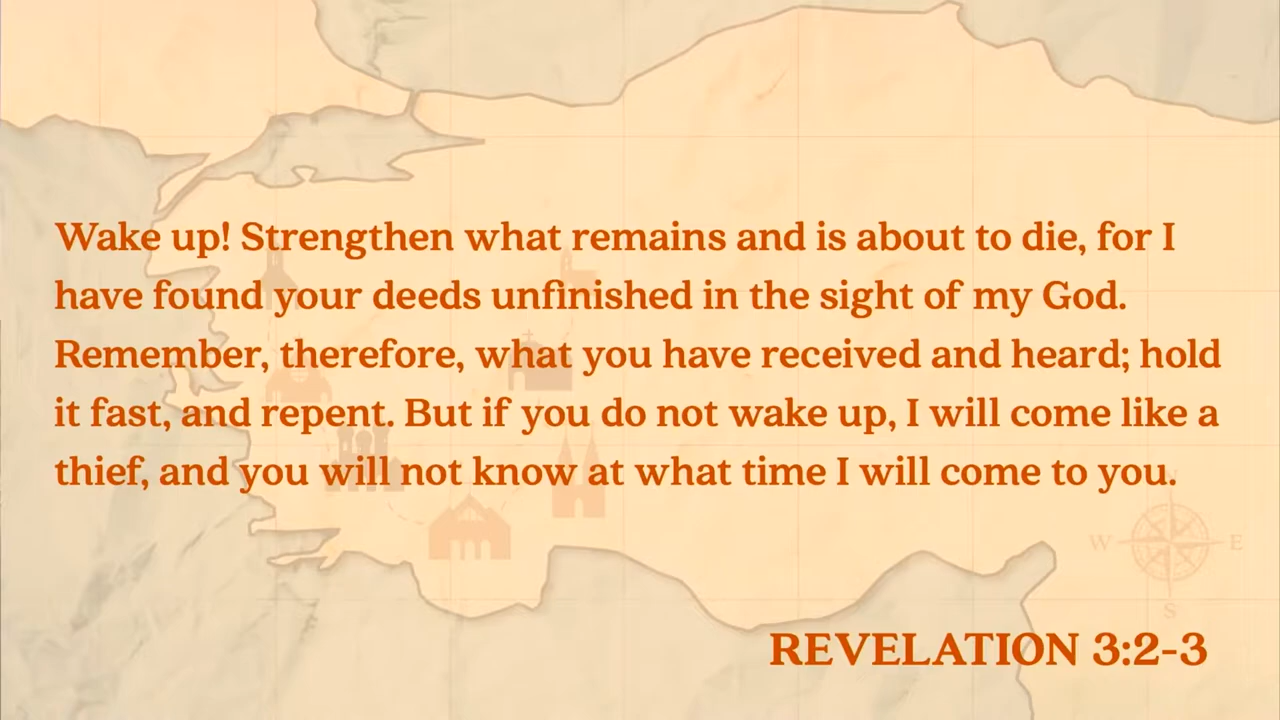 Wake up! Strengthen what remains and is about to die, for I
have found your deeds unfinished in the sight of my God.
Remember, therefore, what you have received and heard; hold
it fast, and repent. But if you do not wake up, I will come like a
thief, and you will not know at what time I will come to you.
N
W E
S
REVELATION 3:2-3